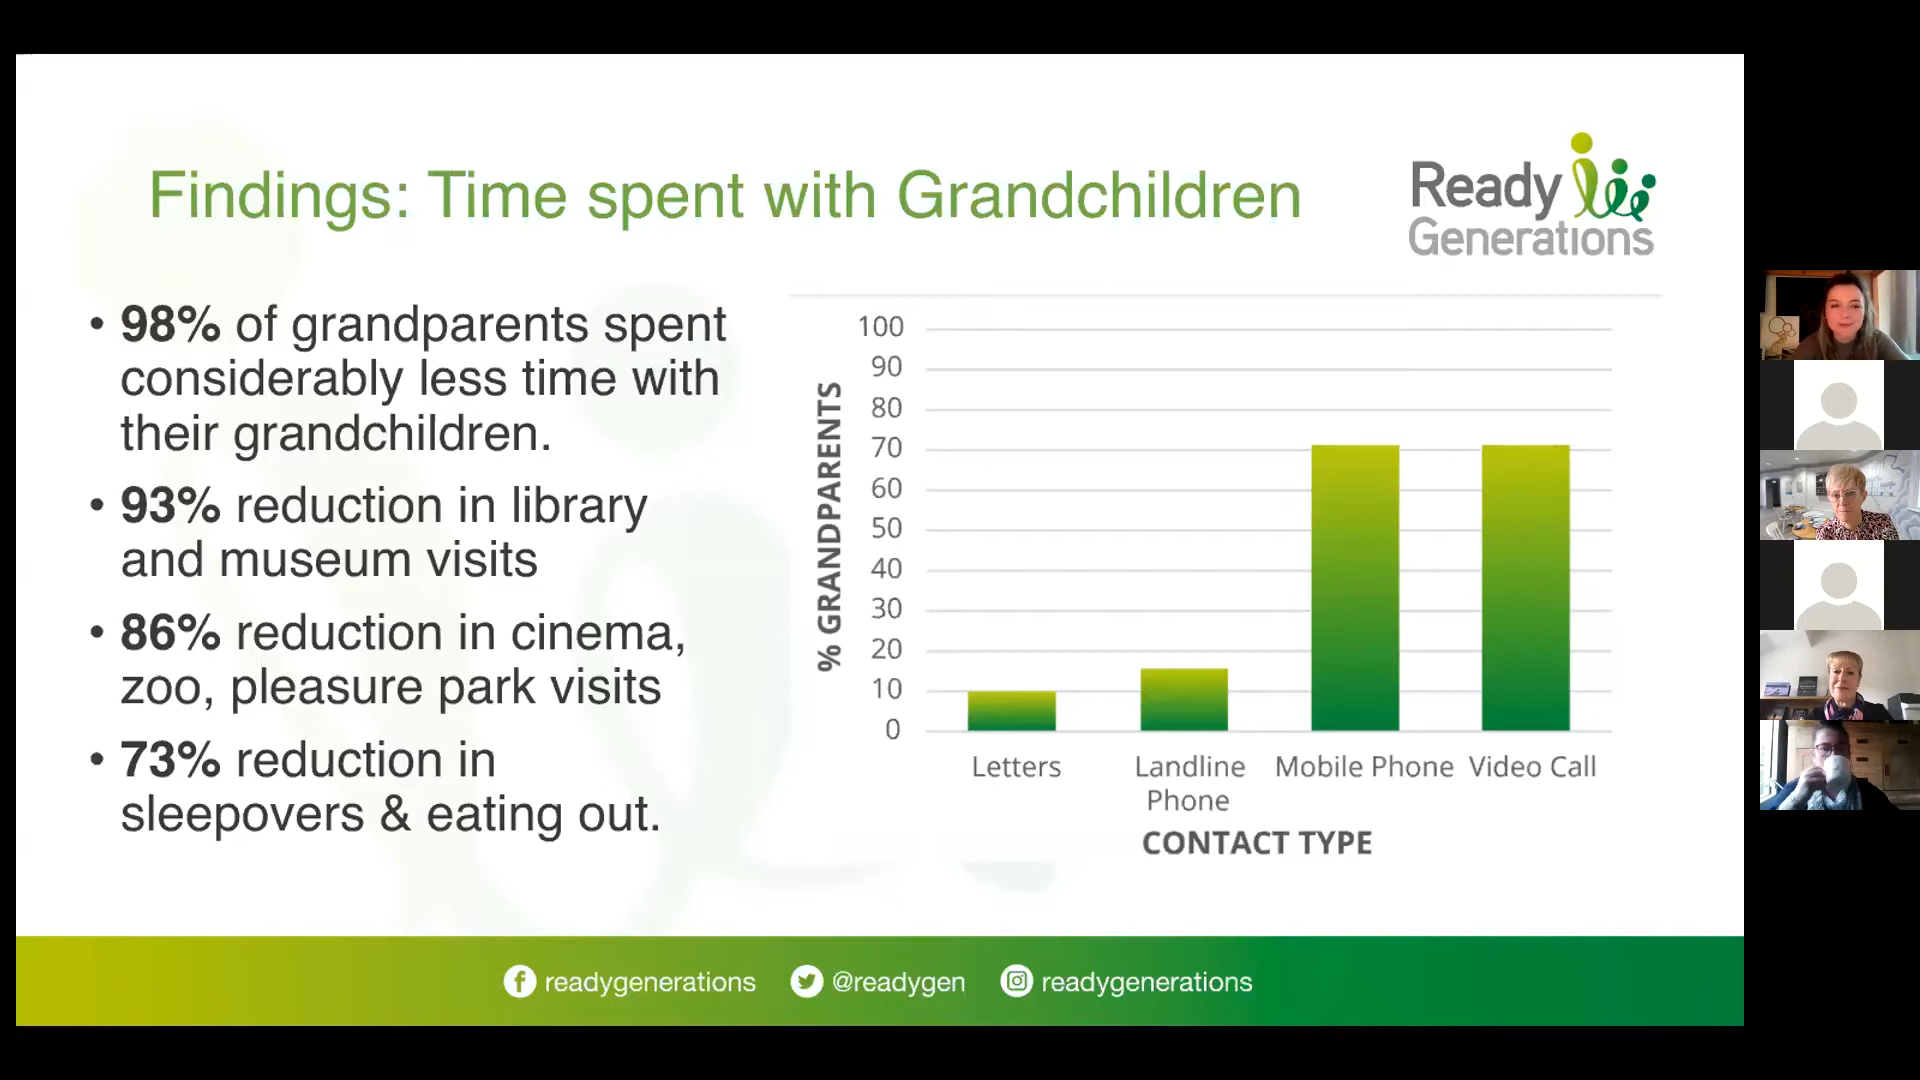 Findings: Time spent with Grandchildren
Ready
Generations
• 98% of grandparents spent
considerably less time with
their grandchildren.
• 93% reduction in library
and museum visits
• 86% reduction in cinema,
zoo, pleasure park visits
• 73% reduction in
sleepovers & eating out.
% GRANDPARENTS
100
90
80
70
60
50
40
30
20
10
0
Letters
Landline
Phone
Mobile Phone
Video Call
CONTACT TYPE
readygenerations
@readygen
readygenerations